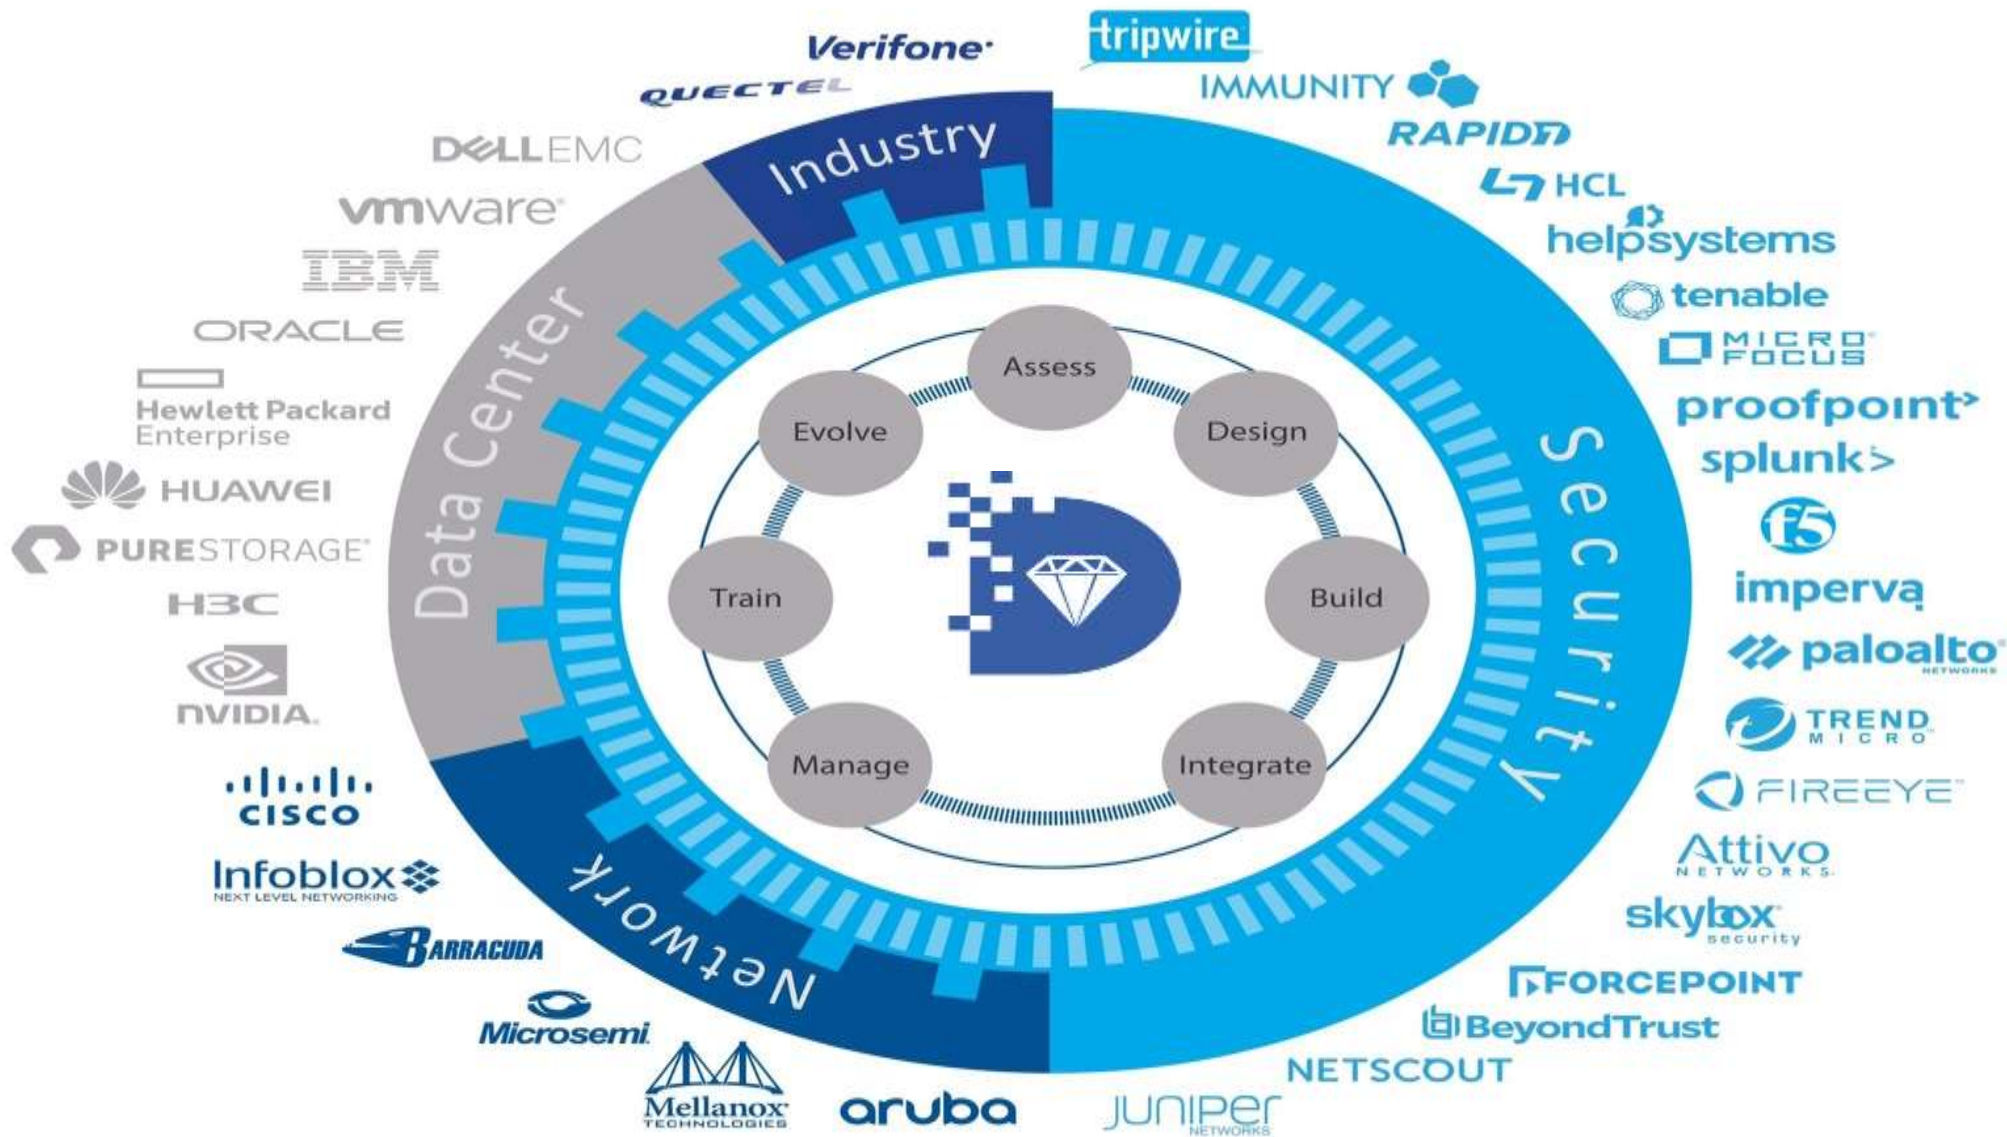 Verifone
QUECTEL
DELLEMC
vmware®
IBM
ORACLE
Hewlett Packard
Enterprise
HUAWEI
PURESTORAGE®
H3C
NVIDIA.
CISCO
Infoblox
NEXT LEVEL NETWORKING
BARRACUDA
Microsemi.
Mellanox
TECHNOLOGIES
aruba
tripwire
IMMUNITY
RAPID7
HCL
helpsystems
tenable
MICRO
FOCUS
proofpoint
splunk>
f5
imperva
paloalto
NETWORKS
TREND
MICRO
FIREEYE™
Attivo
NETWORKS.
skybox
security
FORCEPOINT
BeyondTrust
NETSCOUT
JUNIPER
NETWORKS
Industry
Data Center
Network
Security
Assess
Design
Build
Integrate
Manage
Train
Evolve